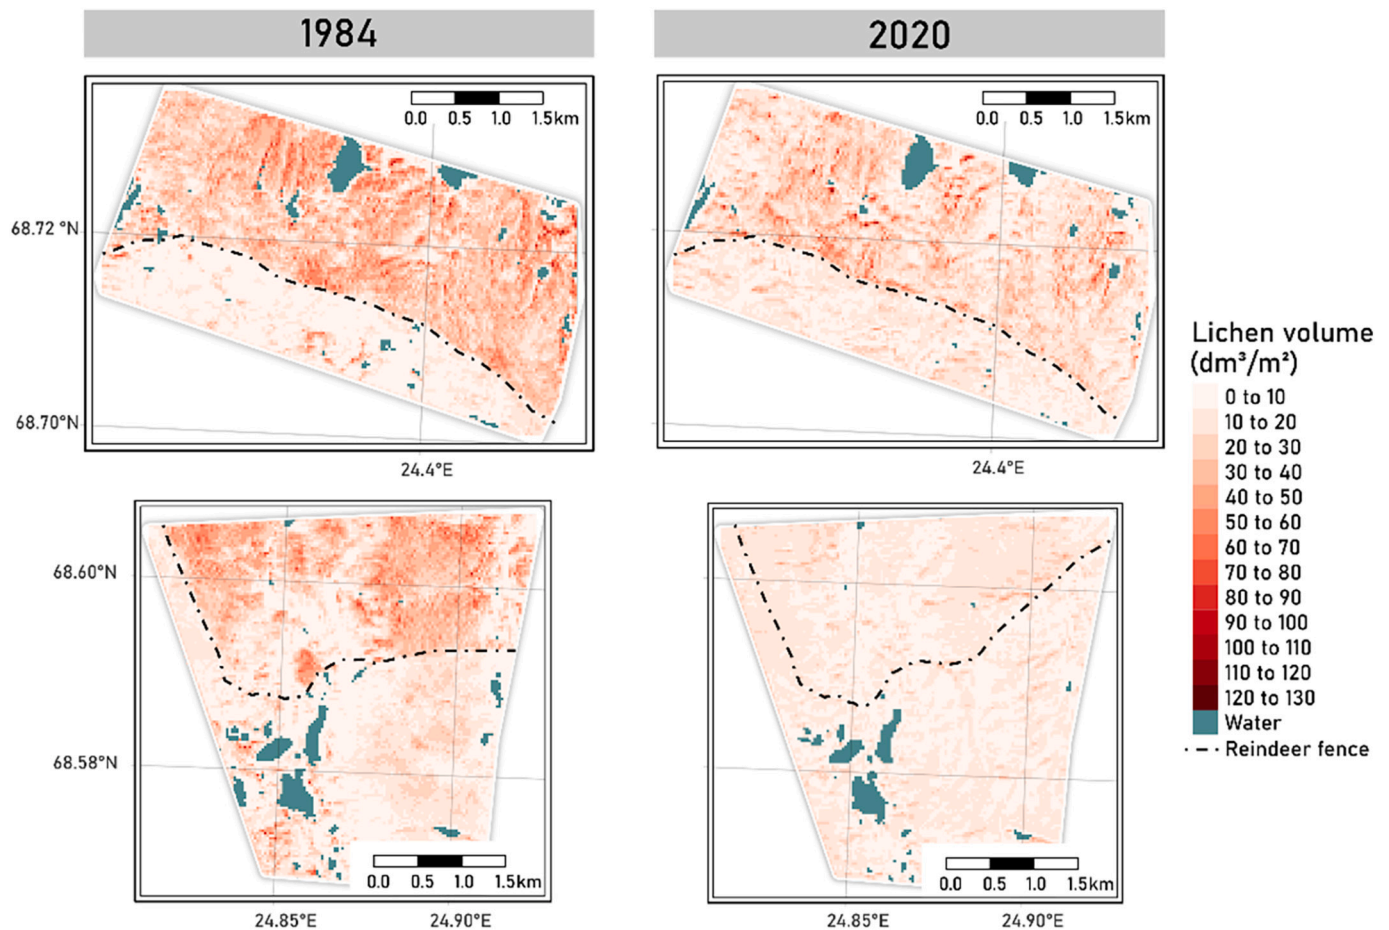 1984
2020
0.0 0.5 1.0 1.5km
0.0 0.5 1.0 1.5km
68.72 °N
68.70°N
24.4°E
24.4°E
Lichen volume
(dm³/m²)
0 to 10
10 to 20
20 to 30
30 to 40
40 to 50
50 to 60
60 to 70
70 to 80
80 to 90
90 to 100
100 to 110
110 to 120
120 to 130
Water
Reindeer fence
68.60°N
68.58°N
0.0 0.5 1.0 1.5km
0.0 0.5 1.0 1.5km
24.85°E
24.90°E
24.85°E
24.90°E